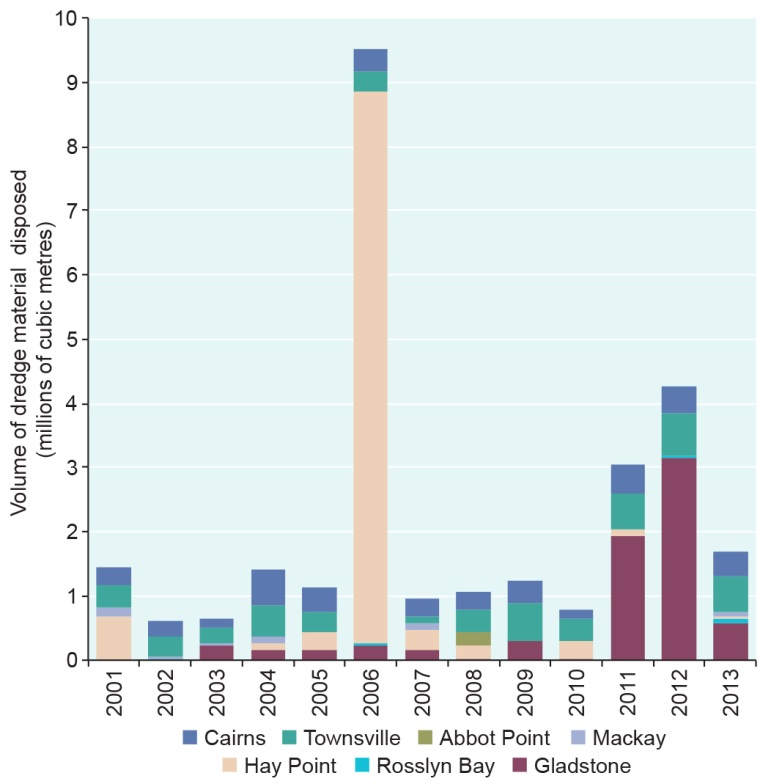 Volume of dredge material disposed
(millions of cubic metres)
10
9
8
7
6
5
4
3
2
1
0
2001 2002 2003 2004 2005 2006 2007 2008 2009 2010 2011 2012 2013
Cairns Townsville Abbot Point Mackay
Hay Point Rosslyn Bay Gladstone